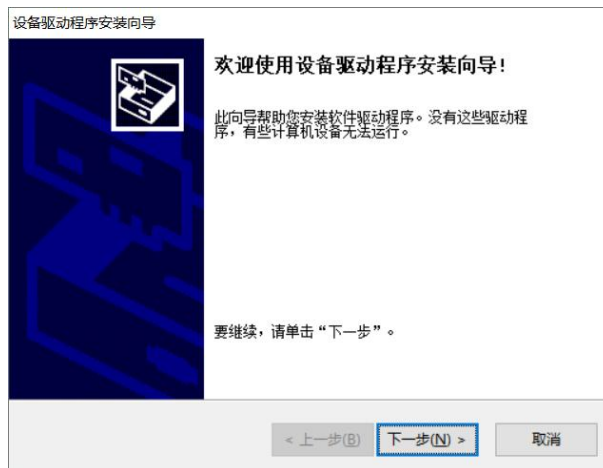 设备驱动程序安装向导
欢迎使用设备驱动程序安装向导!
此向导帮助您安装软件驱动程序。没有这些驱动程
序，有些计算机设备无法运行。
要继续，请单击“下一步”。
< 上一步(B)
下一步(N) >
取消